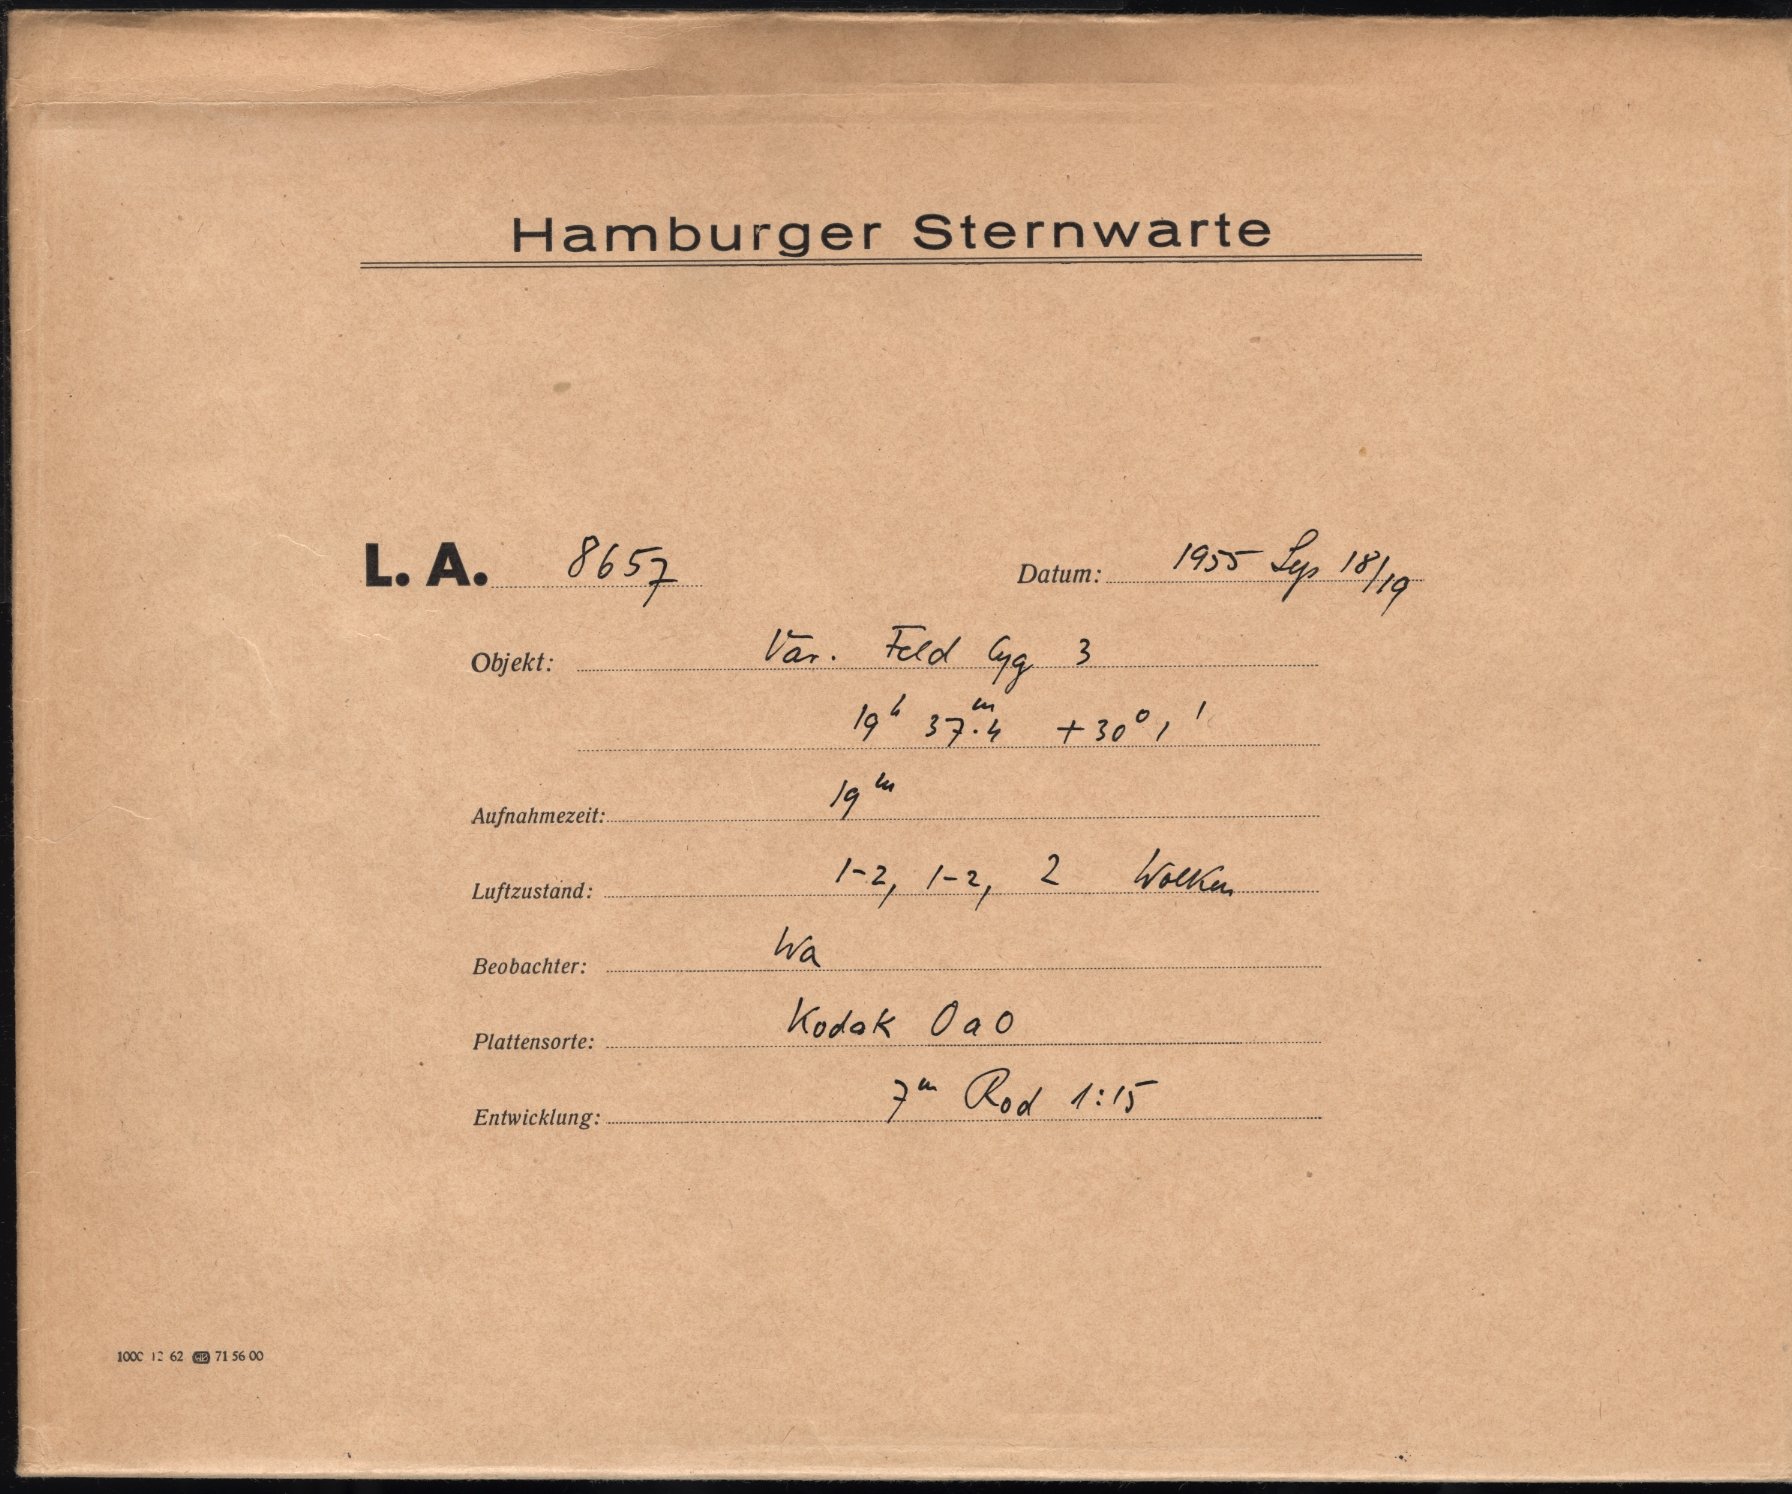 Hamburger Sternwarte
L. A. 8657 Datum: 1955 Sep 18/19
Objekt: Var. Feld Cyg 3
19ʰ 37ᵐ.4 +30° 1'
Aufnahmezeit: 19ᵐ
Luftzustand: 1-2, 1-2, 2 Wolken
Beobachter: Wa
Plattensorte: Kodak OaO
Entwicklung: 7ᵐ Rod 1:15
1000 12 62 71 56 00